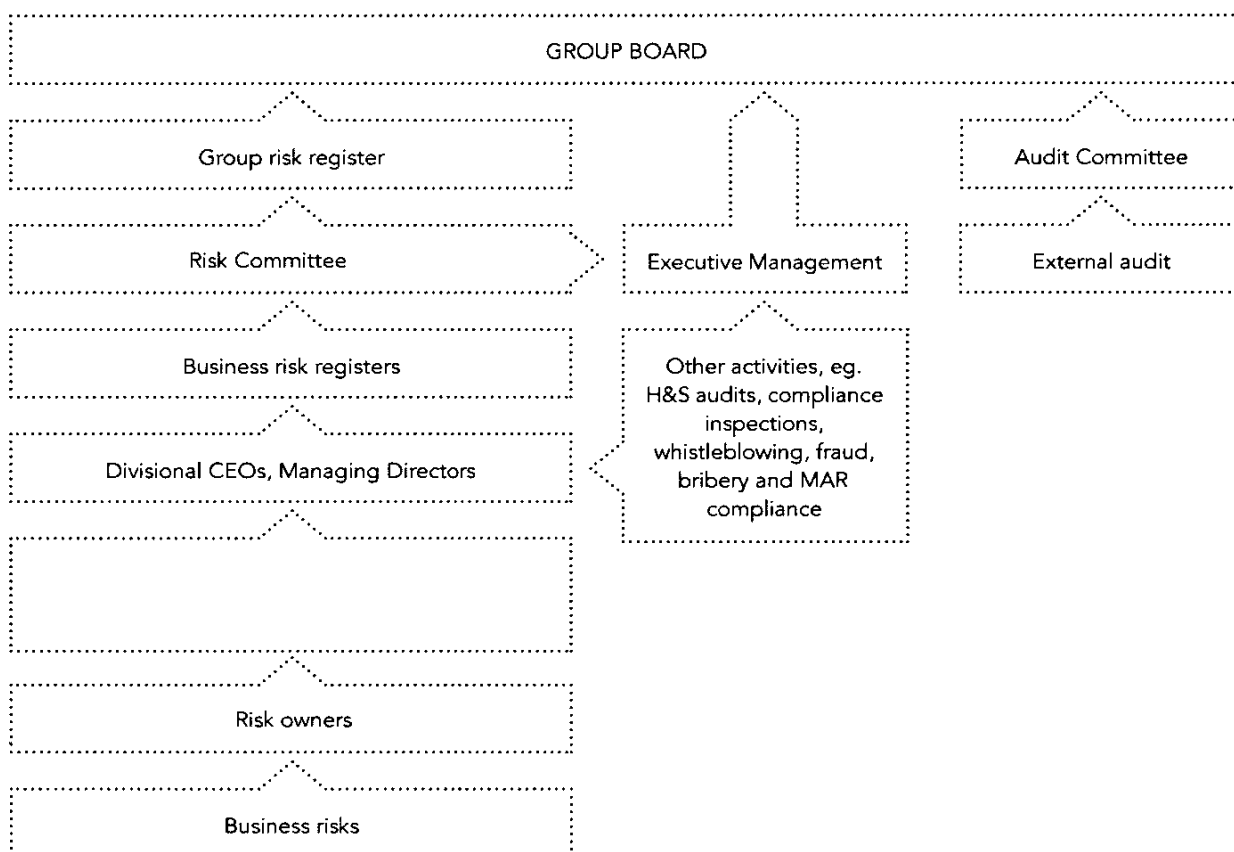 GROUP BOARD
Group risk register
Audit Committee
Risk Committee
Executive Management
External audit
Business risk registers
Other activities, eg.
H&S audits, compliance
inspections,
whistleblowing, fraud,
bribery and MAR
compliance
Divisional CEOs, Managing Directors
Risk owners
Business risks